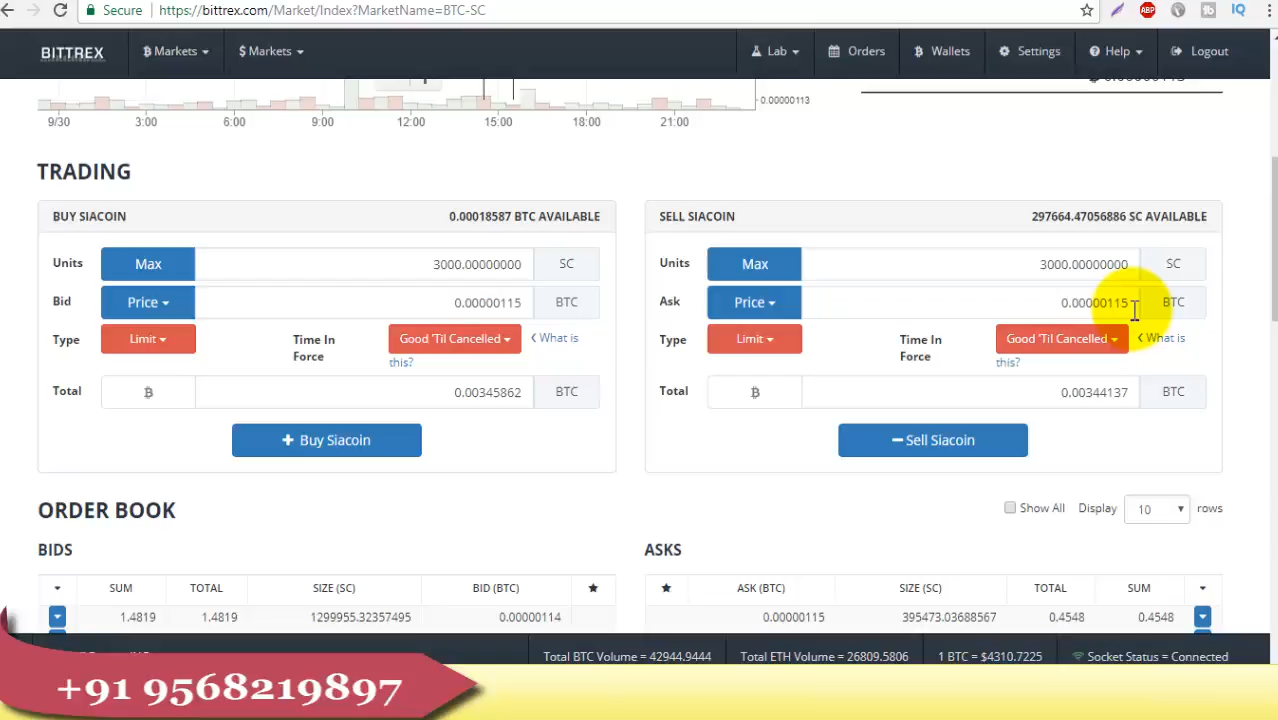 Secure https://bittrex.com/Market/Index?MarketName=BTC-SC
ABP
IQ
BITTREX
Markets
$ Markets
Lab
Orders
Wallets
Settings
Help
Logout
0.00000113
9/30 3:00 6:00 9:00 12:00 15:00 18:00 21:00
TRADING
BUY SIACOIN 0.00018587 BTC AVAILABLE
Units Max 3000.00000000 SC
Bid Price 0.00000115 BTC
Type Limit Time In Force Good 'Til Cancelled What is this?
Total 0.00345862 BTC
+ Buy Siacoin
SELL SIACOIN 297664.47056886 SC AVAILABLE
Units Max 3000.00000000 SC
Ask Price 0.00000115 BTC
Type Limit Time In Force Good 'Til Cancelled What is this?
Total 0.00344137 BTC
− Sell Siacoin
ORDER BOOK
Show All Display 10 rows
BIDS
SUM TOTAL SIZE (SC) BID (BTC)
1.4819 1.4819 1299955.32357495 0.00000114
ASKS
ASK (BTC) SIZE (SC) TOTAL SUM
0.00000115 395473.03688567 0.4548 0.4548
Total BTC Volume = 42944.9444
Total ETH Volume = 26809.5806
1 BTC = $4310.7225
Socket Status = Connected
+91 9568219897